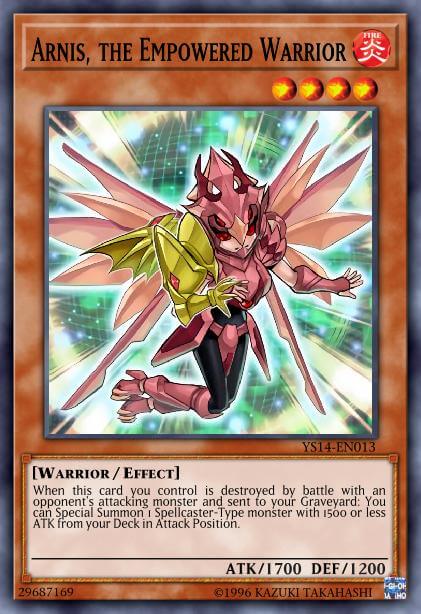 ARNIS, THE EMPOWERED WARRIOR
FIRE
炎
YS14-EN013
[WARRIOR / EFFECT]
When this card you control is destroyed by battle with an
opponent's attacking monster and sent to your Graveyard: You
can Special Summon 1 Spellcaster-Type monster with 1500 or less
ATK from your Deck in Attack Position.
ATK/1700 DEF/1200
29687169
©1996 KAZUKI TAKAHASHI